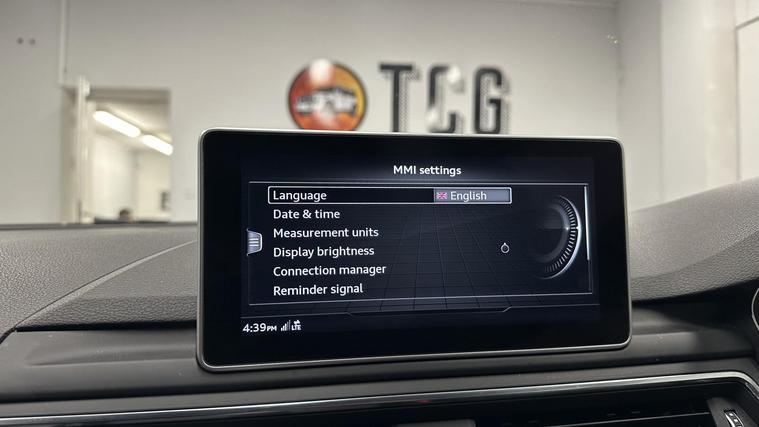 TCG
MMI settings
Language English
Date & time
Measurement units
Display brightness
Connection manager
Reminder signal
4:39PM LTE